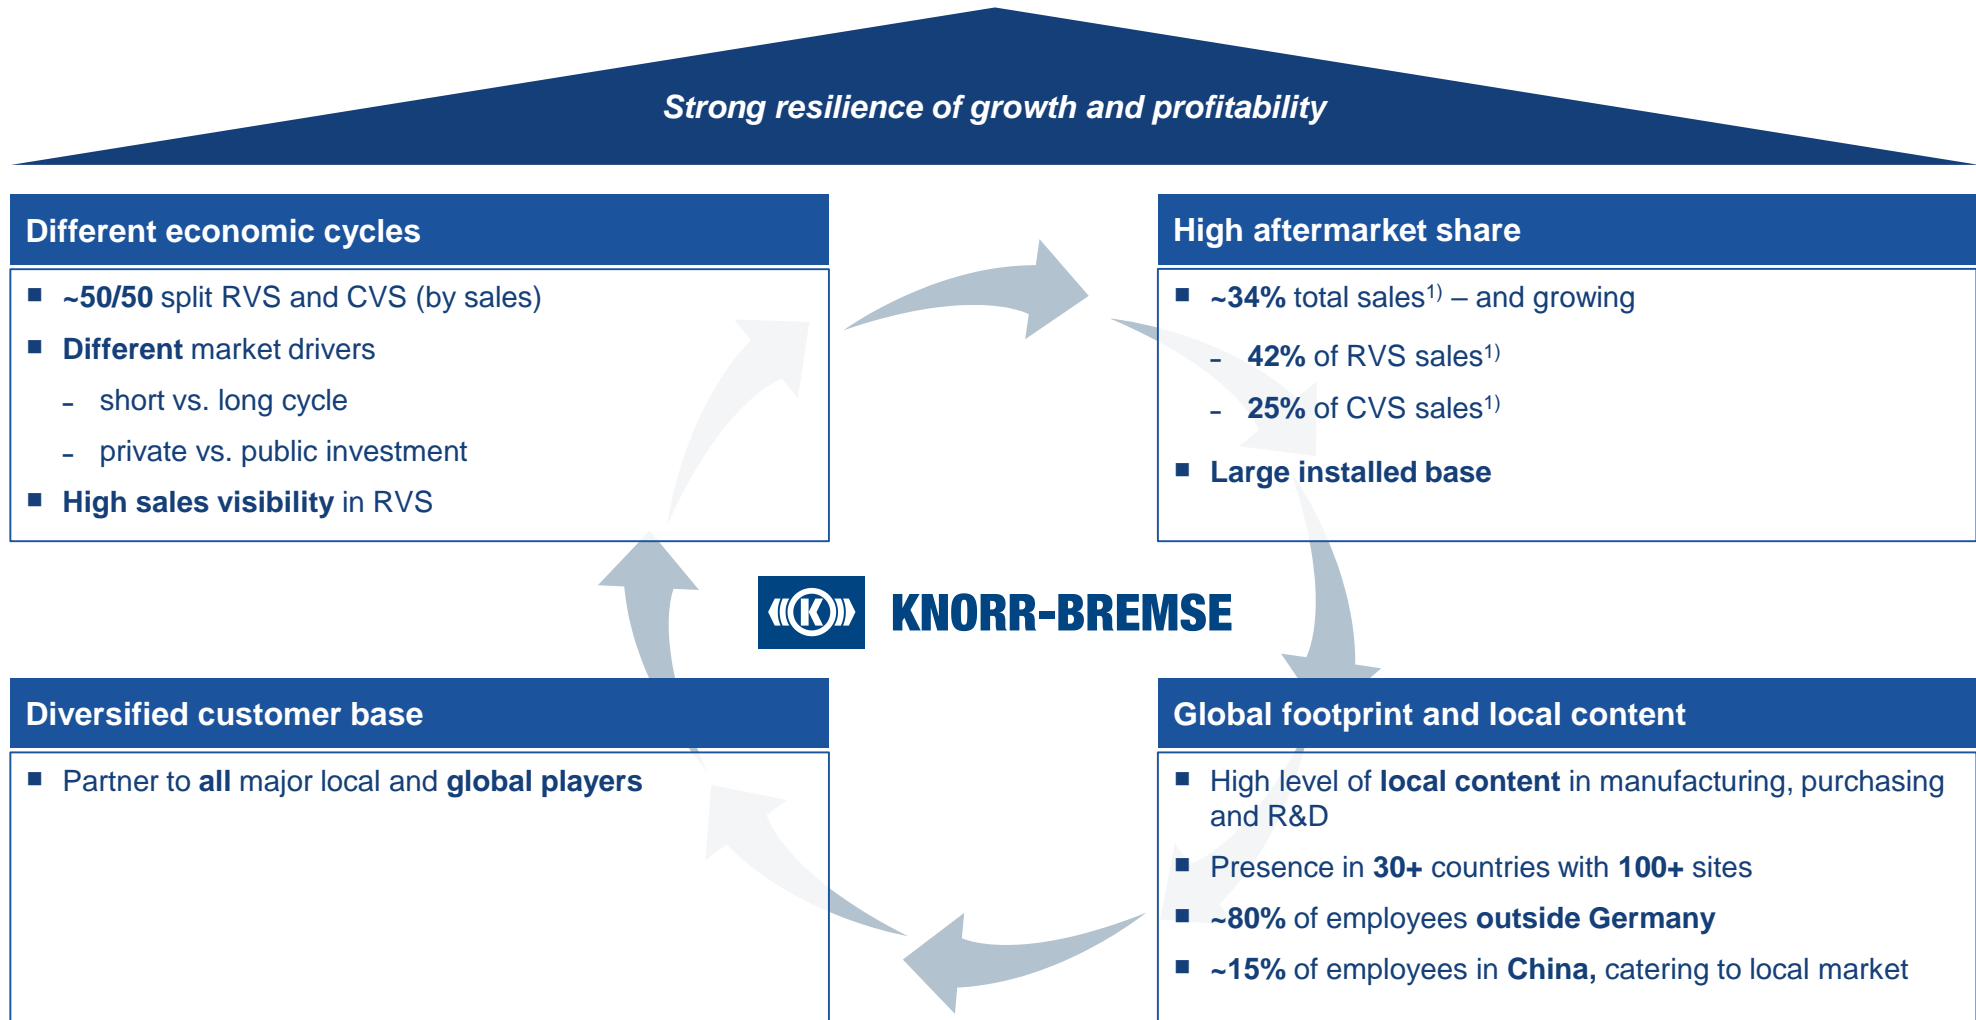 Strong resilience of growth and profitability
Different economic cycles
■ ~50/50 split RVS and CVS (by sales)
■ Different market drivers
- short vs. long cycle
- private vs. public investment
■ High sales visibility in RVS
High aftermarket share
■ ~34% total sales1) – and growing
- 42% of RVS sales1)
- 25% of CVS sales1)
■ Large installed base
K KNORR-BREMSE
Diversified customer base
■ Partner to all major local and global players
Global footprint and local content
■ High level of local content in manufacturing, purchasing
and R&D
■ Presence in 30+ countries with 100+ sites
■ ~80% of employees outside Germany
■ ~15% of employees in China, catering to local market